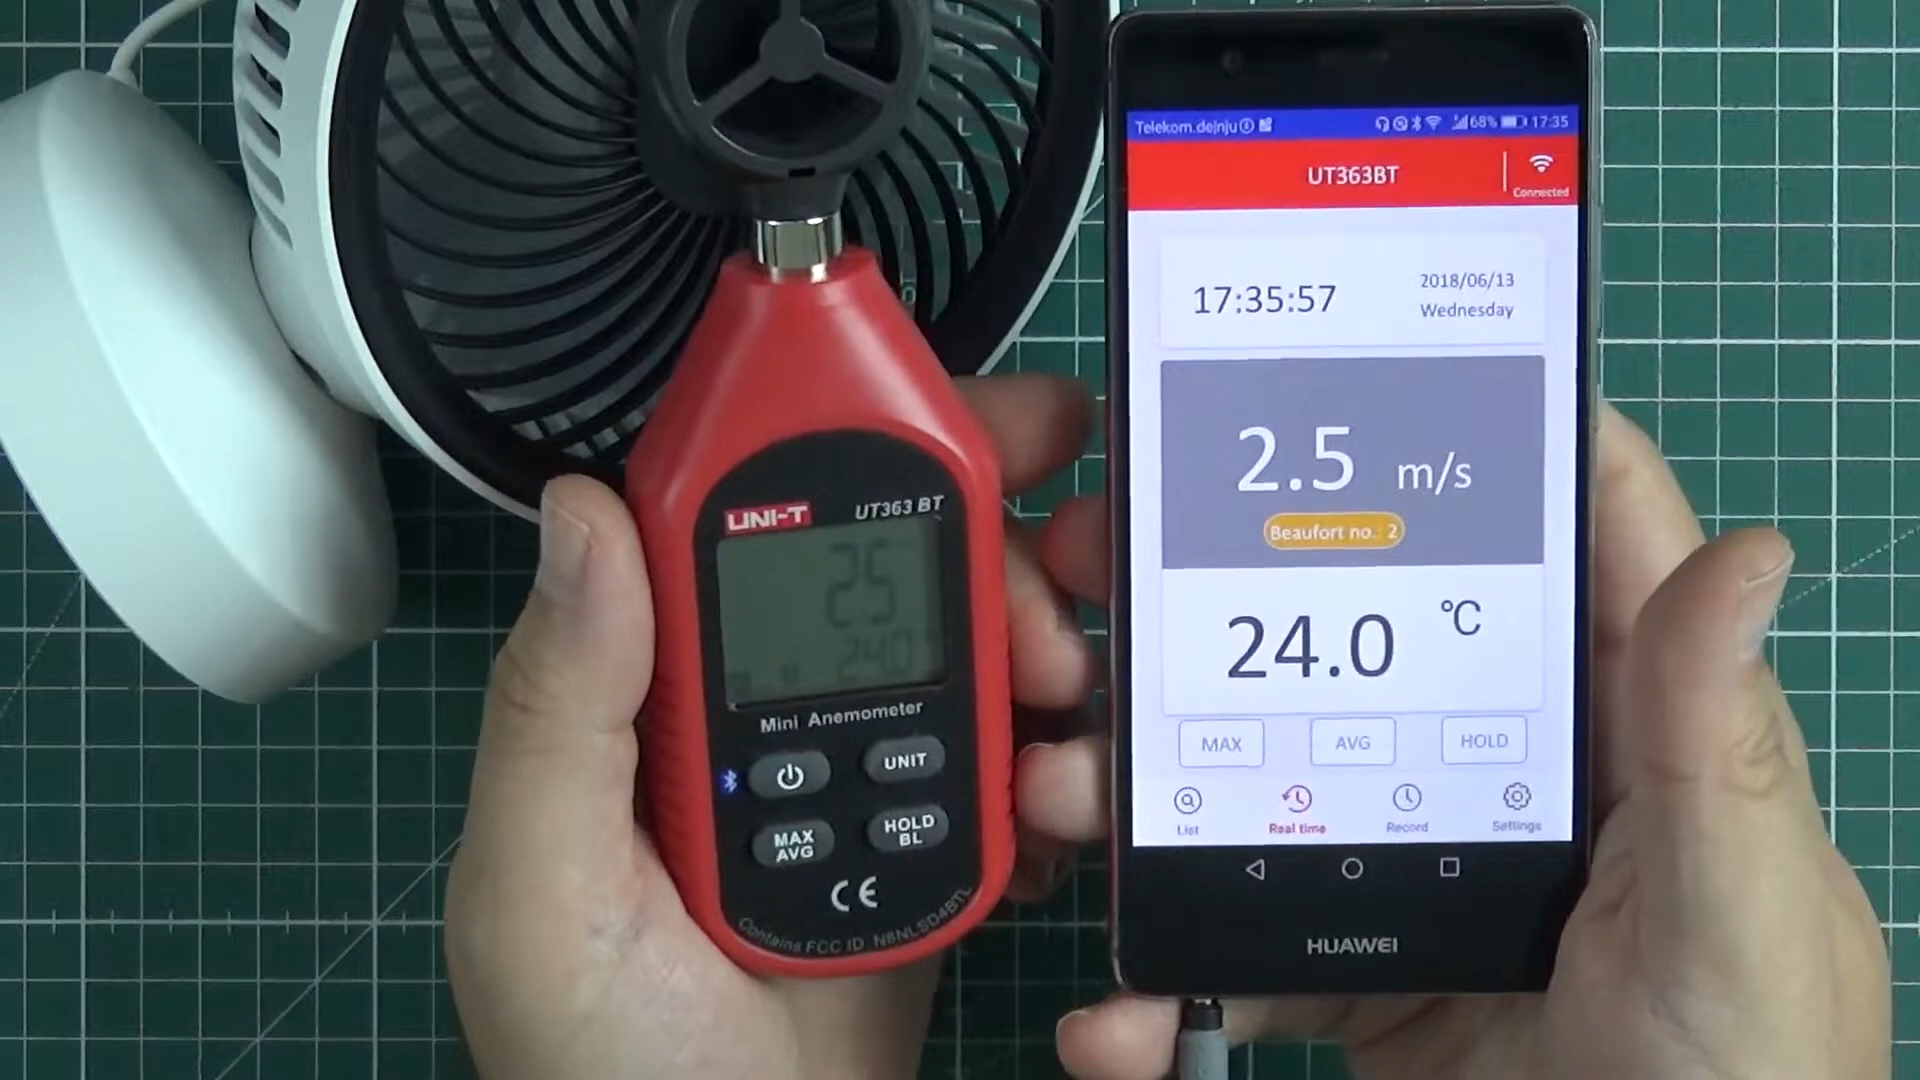 UNI-T
UT363 BT
2.5
24.0
Mini Anemometer
UNIT
MAX
AVG
HOLD
BL
CE
Contains FCC ID N6NLSD4BTL
Telekom.de|nju
68%
17:35
UT363BT
Connected
17:35:57
2018/06/13
Wednesday
2.5 m/s
Beaufort no.: 2
24.0 °C
MAX
AVG
HOLD
List
Real time
Record
Settings
HUAWEI